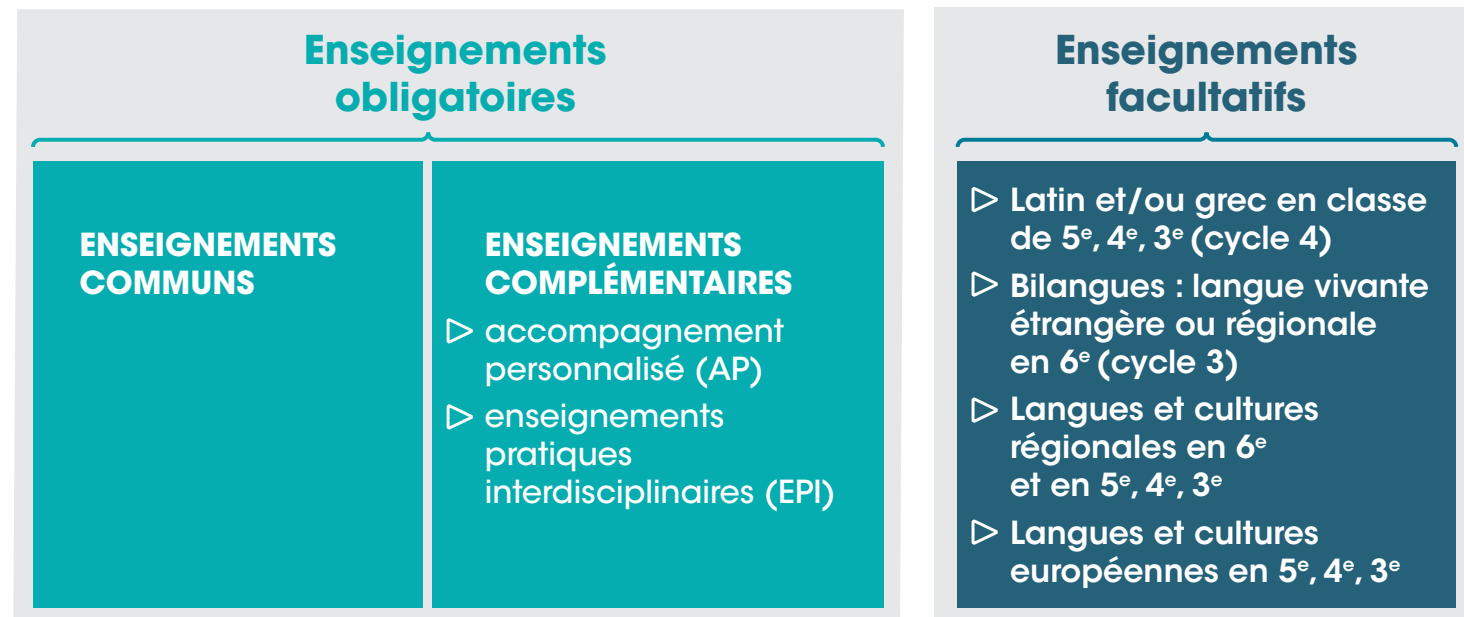 Enseignements
obligatoires
ENSEIGNEMENTS
COMMUNS
ENSEIGNEMENTS
COMPLÉMENTAIRES
▷ accompagnement
personnalisé (AP)
▷ enseignements
pratiques
interdisciplinaires (EPI)
Enseignements
facultatifs
▷ Latin et/ou grec en classe
de 5ᵉ, 4ᵉ, 3ᵉ (cycle 4)
▷ Bilangues : langue vivante
étrangère ou régionale
en 6ᵉ (cycle 3)
▷ Langues et cultures
régionales en 6ᵉ
et en 5ᵉ, 4ᵉ, 3ᵉ
▷ Langues et cultures
européennes en 5ᵉ, 4ᵉ, 3ᵉ